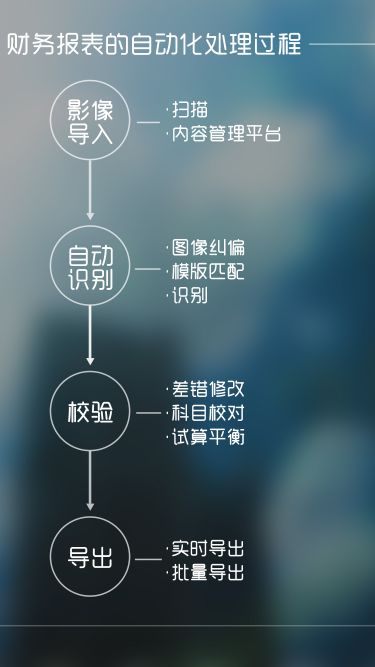 财务报表的自动化处理过程
影像
导入
·扫描
·内容管理平台
自动
识别
·图像纠偏
·模版匹配
·识别
校验
·差错修改
·科目校对
·试算平衡
导出
·实时导出
·批量导出